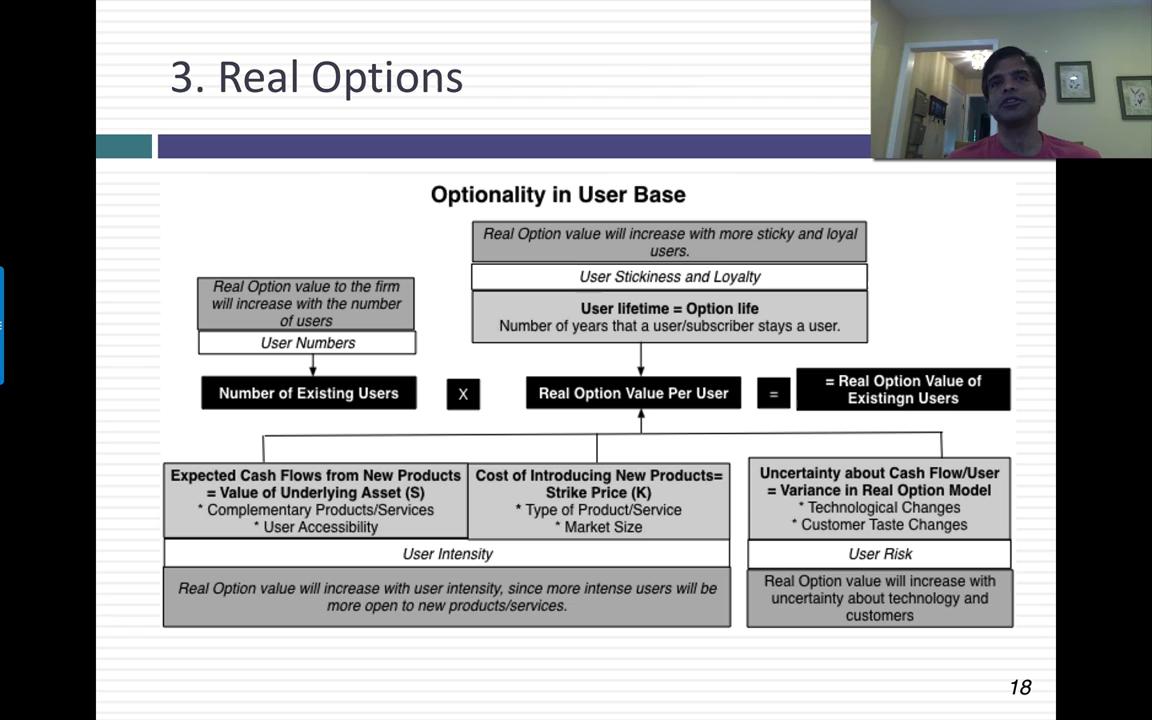 3. Real Options
Optionality in User Base
Real Option value will increase with more sticky and loyal
users.
User Stickiness and Loyalty
User lifetime = Option life
Number of years that a user/subscriber stays a user.
Real Option value to the firm
will increase with the number
of users
User Numbers
Number of Existing Users
X
Real Option Value Per User
=
= Real Option Value of
Existingn Users
Expected Cash Flows from New Products
= Value of Underlying Asset (S)
* Complementary Products/Services
* User Accessibility
Cost of Introducing New Products=
Strike Price (K)
* Type of Product/Service
* Market Size
User Intensity
Real Option value will increase with user intensity, since more intense users will be
more open to new products/services.
Uncertainty about Cash Flow/User
= Variance in Real Option Model
* Technological Changes
* Customer Taste Changes
User Risk
Real Option value will increase with
uncertainty about technology and
customers
18